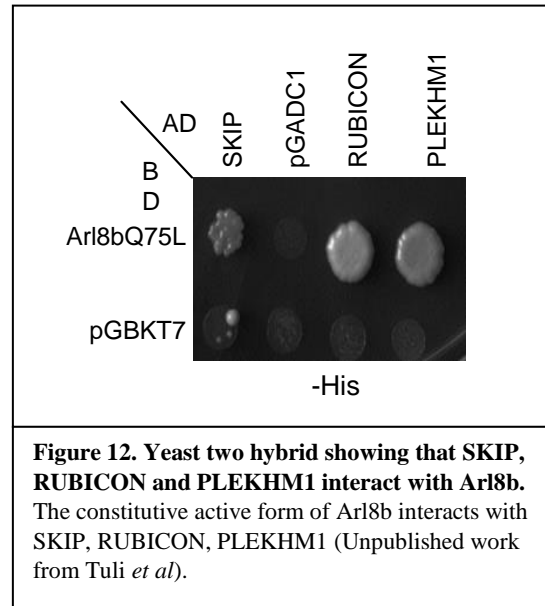 AD
SKIP
pGADC1
RUBICON
PLEKHM1
B
D
Arl8bQ75L
pGBKT7
-His
Figure 12. Yeast two hybrid showing that SKIP,
RUBICON and PLEKHM1 interact with Arl8b.
The constitutive active form of Arl8b interacts with
SKIP, RUBICON, PLEKHM1 (Unpublished work
from Tuli et al).